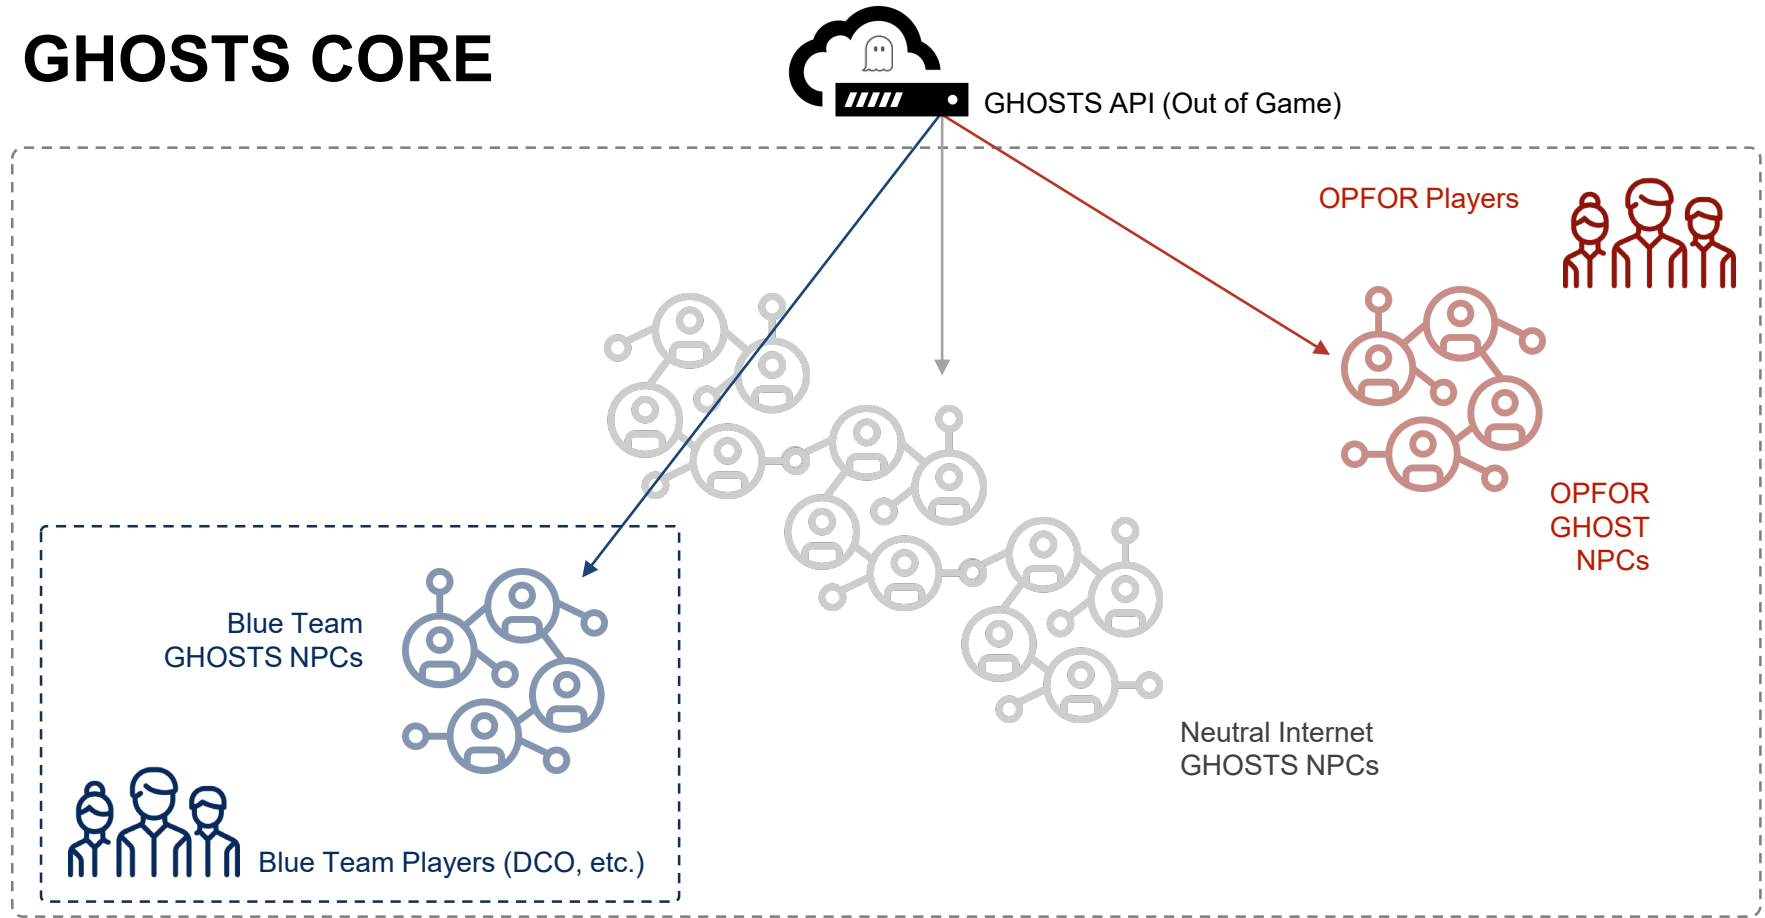 GHOSTS CORE
GHOSTS API (Out of Game)
OPFOR Players
OPFOR
GHOST
NPCs
Blue Team
GHOSTS NPCs
Neutral Internet
GHOSTS NPCs
Blue Team Players (DCO, etc.)